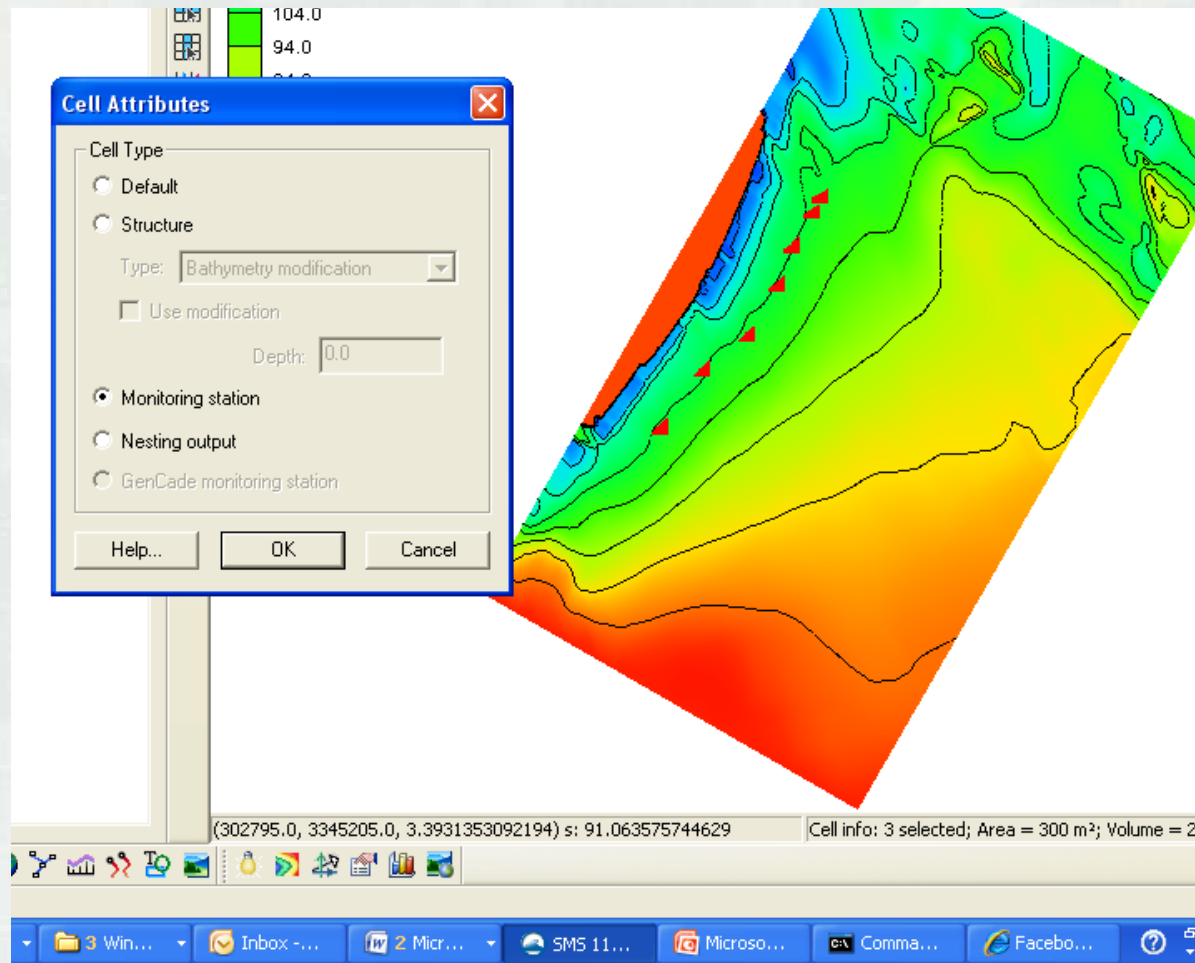 104.0
94.0
Cell Attributes
Cell Type
Default
Structure
Type: Bathymetry modification
Use modification
Depth: 0.0
Monitoring station
Nesting output
GenCade monitoring station
Help... OK Cancel
(302795.0, 3345205.0, 3.3931353092194) s: 91.063575744629 Cell info: 3 selected; Area = 300 m²; Volume = 2
3 Win... Inbox -... 2 Micr... SMS 11... Microso... Comma... Facebo...